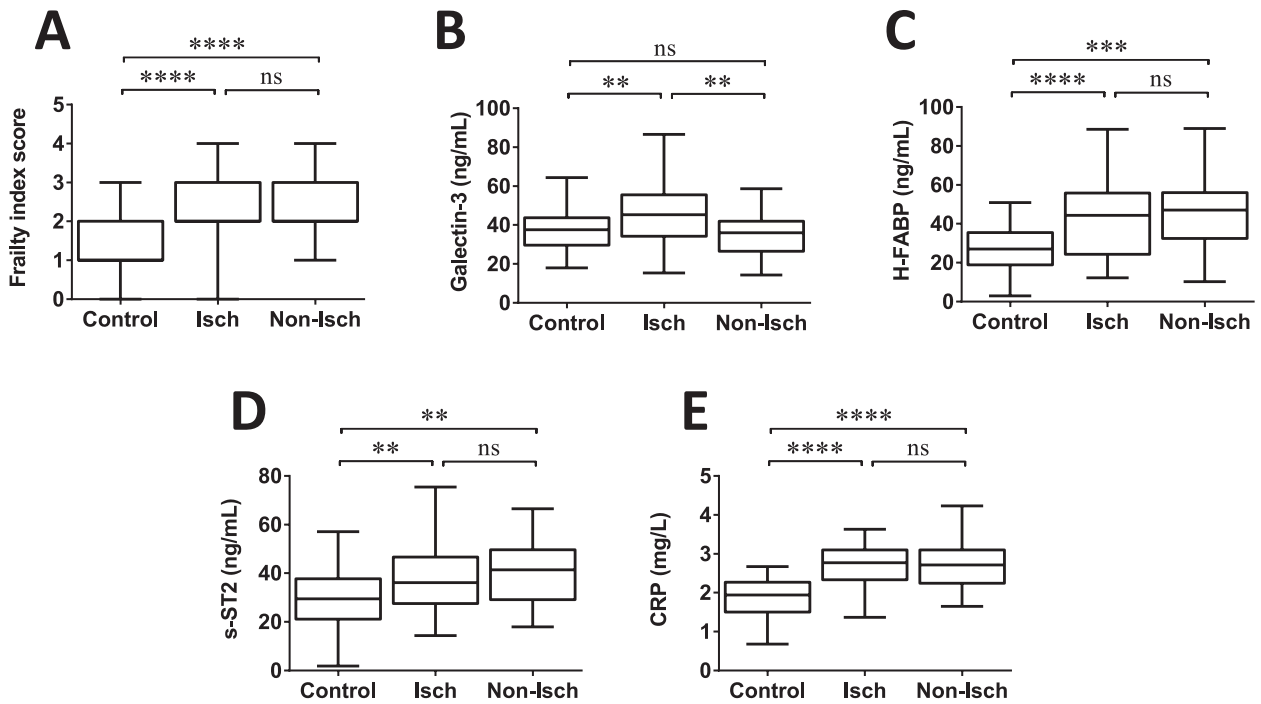 A
****
****
ns
Frailty index score
5
4
3
2
1
0
Control
Isch
Non-Isch
B
ns
**
**
Galectin-3 (ng/mL)
100
80
60
40
20
0
Control
Isch
Non-Isch
C
***
****
ns
H-FABP (ng/mL)
100
80
60
40
20
0
Control
Isch
Non-Isch
D
**
**
ns
s-ST2 (ng/mL)
80
60
40
20
0
Control
Isch
Non-Isch
E
****
****
ns
CRP (mg/L)
5
4
3
2
1
0
Control
Isch
Non-Isch